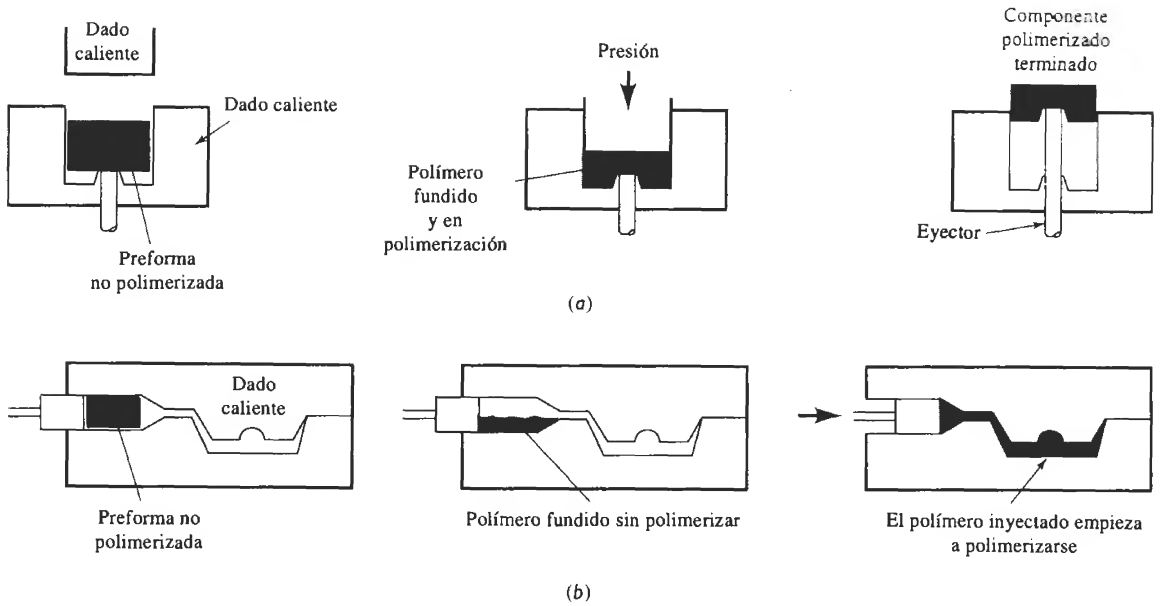 Dado
caliente
Dado caliente
Preforma
no polimerizada
Presión
Polímero
fundido
y en
polimerización
Componente
polimerizado
terminado
Eyector
(a)
Dado
caliente
Preforma no
polimerizada
Polímero fundido sin polimerizar
El polímero inyectado empieza
a polimerizarse
(b)